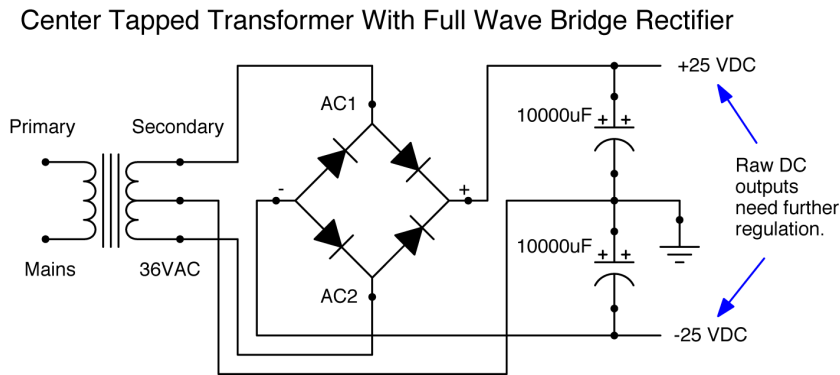 Center Tapped Transformer With Full Wave Bridge Rectifier
+25 VDC
AC1
10000uF
+ +
Primary
Secondary
Raw DC
outputs
need further
regulation.
-
+
10000uF
+ +
Mains
36VAC
AC2
-25 VDC